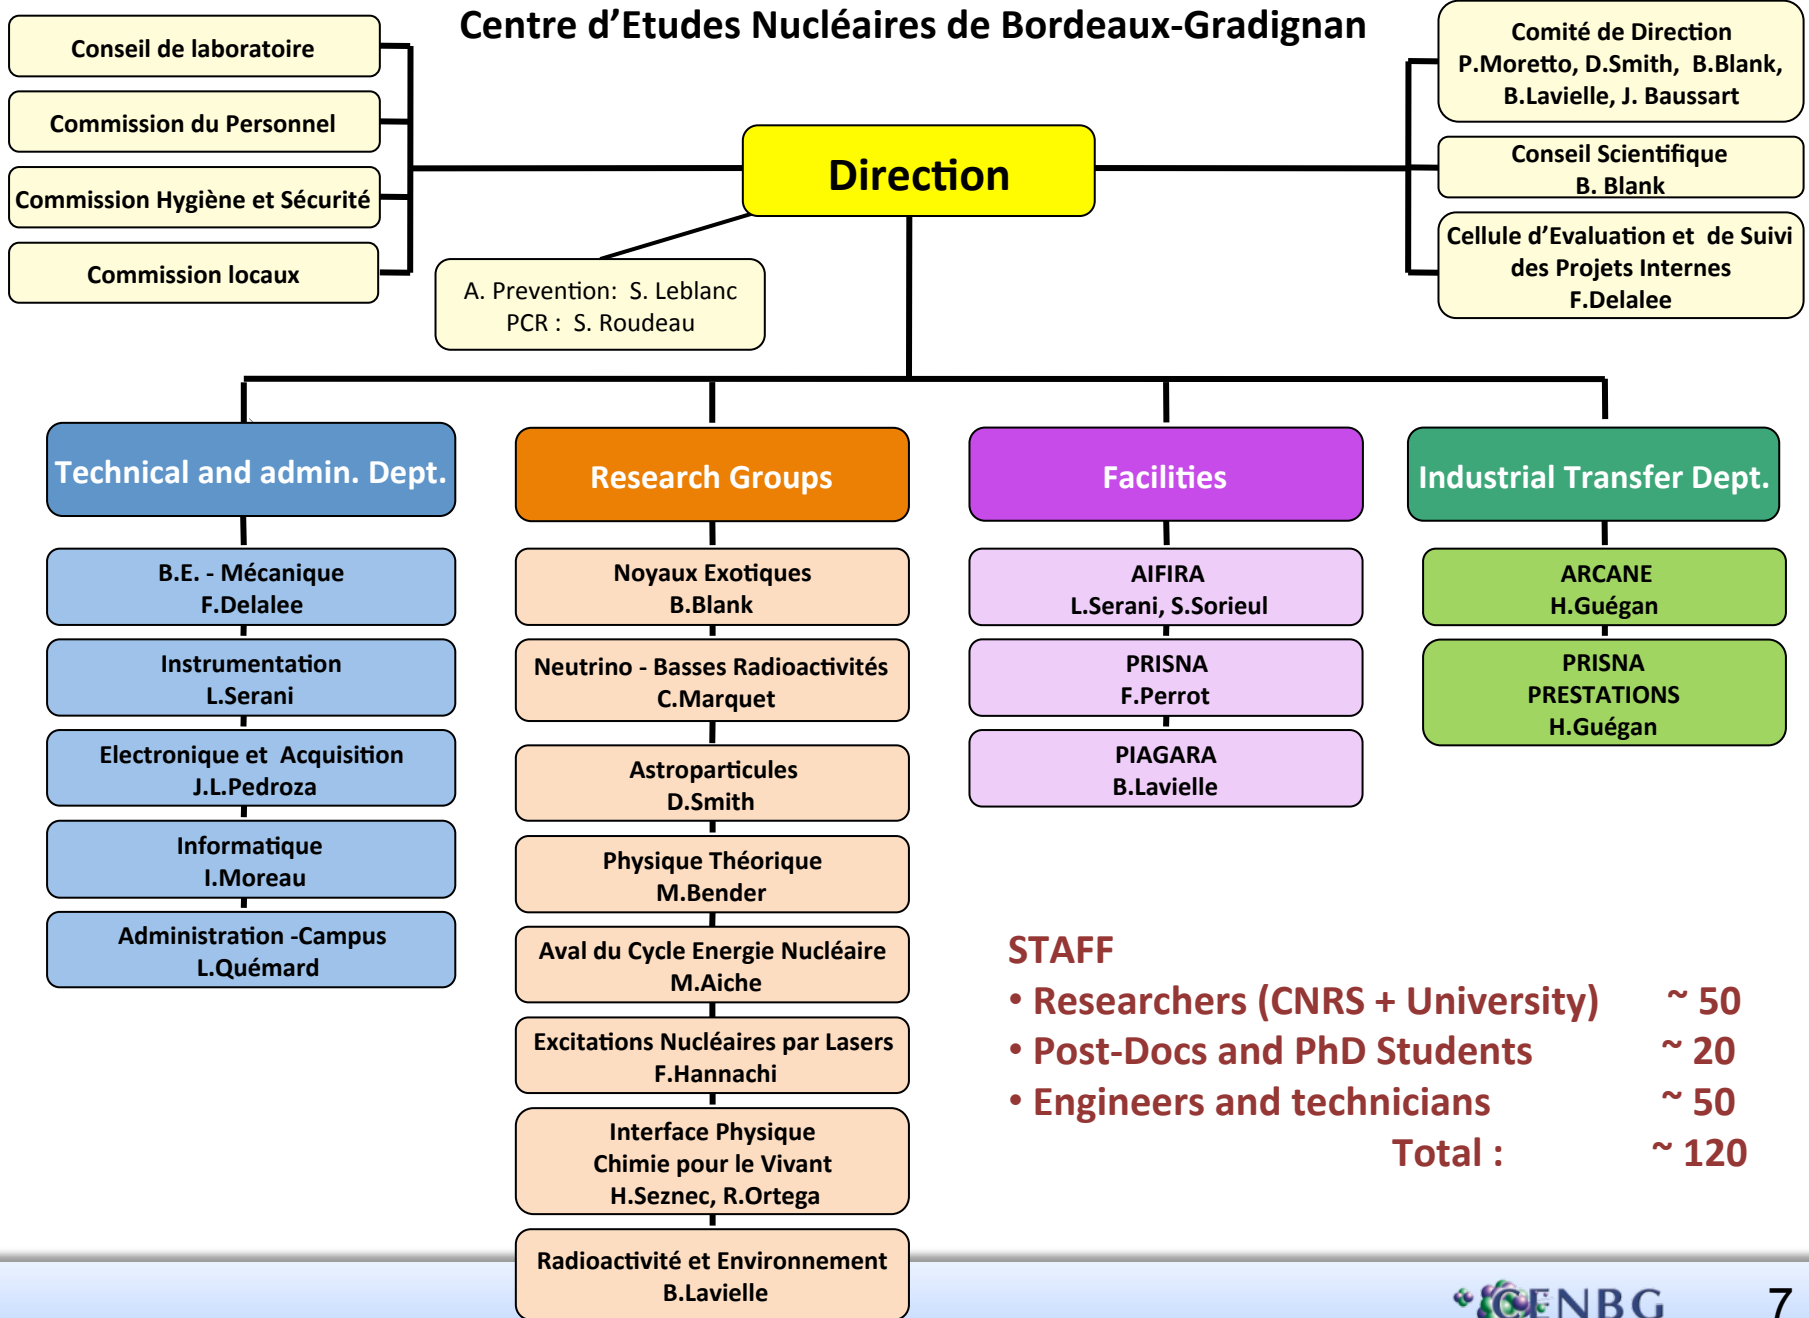 Centre d'Etudes Nucléaires de Bordeaux-Gradignan
Conseil de laboratoire
Commission du Personnel
Commission Hygiène et Sécurité
Commission locaux
Direction
A. Prevention: S. Leblanc
PCR : S. Roudeau
Comité de Direction
P.Moretto, D.Smith, B.Blank,
B.Lavielle, J. Baussart
Conseil Scientifique
B. Blank
Cellule d'Evaluation et de Suivi
des Projets Internes
F.Delalee
Technical and admin. Dept.
B.E. - Mécanique
F.Delalee
Instrumentation
L.Serani
Electronique et Acquisition
J.L.Pedroza
Informatique
I.Moreau
Administration -Campus
L.Quémard
Research Groups
Noyaux Exotiques
B.Blank
Neutrino - Basses Radioactivités
C.Marquet
Astroparticules
D.Smith
Physique Théorique
M.Bender
Aval du Cycle Energie Nucléaire
M.Aiche
Excitations Nucléaires par Lasers
F.Hannachi
Interface Physique
Chimie pour le Vivant
H.Seznec, R.Ortega
Radioactivité et Environnement
B.Lavielle
Facilities
AIFIRA
L.Serani, S.Sorieul
PRISNA
F.Perrot
PIAGARA
B.Lavielle
Industrial Transfer Dept.
ARCANE
H.Guégan
PRISNA
PRESTATIONS
H.Guégan
STAFF
• Researchers (CNRS + University) ~ 50
• Post-Docs and PhD Students ~ 20
• Engineers and technicians ~ 50
Total : ~ 120
CENBG
7